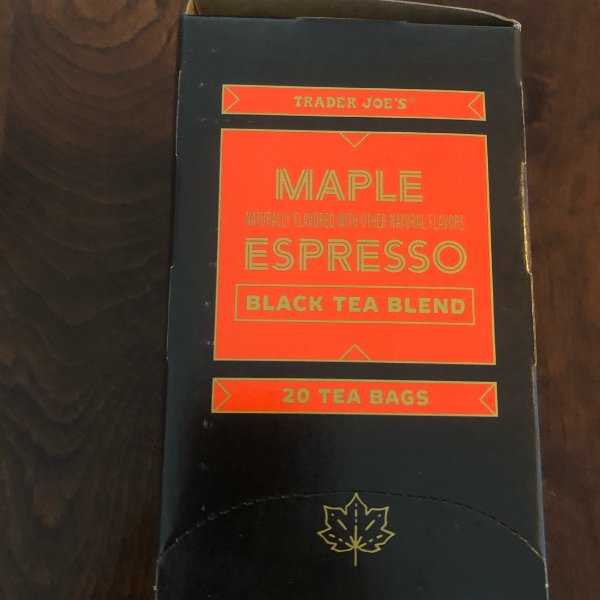 TRADER JOE'S®
MAPLE
NATURALLY FLAVORED WITH OTHER NATURAL FLAVORS
ESPRESSO
BLACK TEA BLEND
20 TEA BAGS